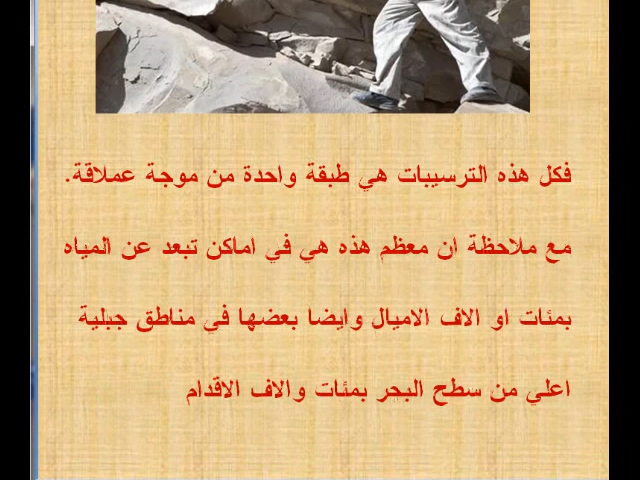 فكل هذه الترسيبات هي طبقة واحدة من موجة عملاقة.
مع ملاحظة ان معظم هذه هي في اماكن تبعد عن المياه
بمئات او الاف الاميال وايضا بعضها في مناطق جبلية
اعلي من سطح البحر بمئات والاف الاقدام